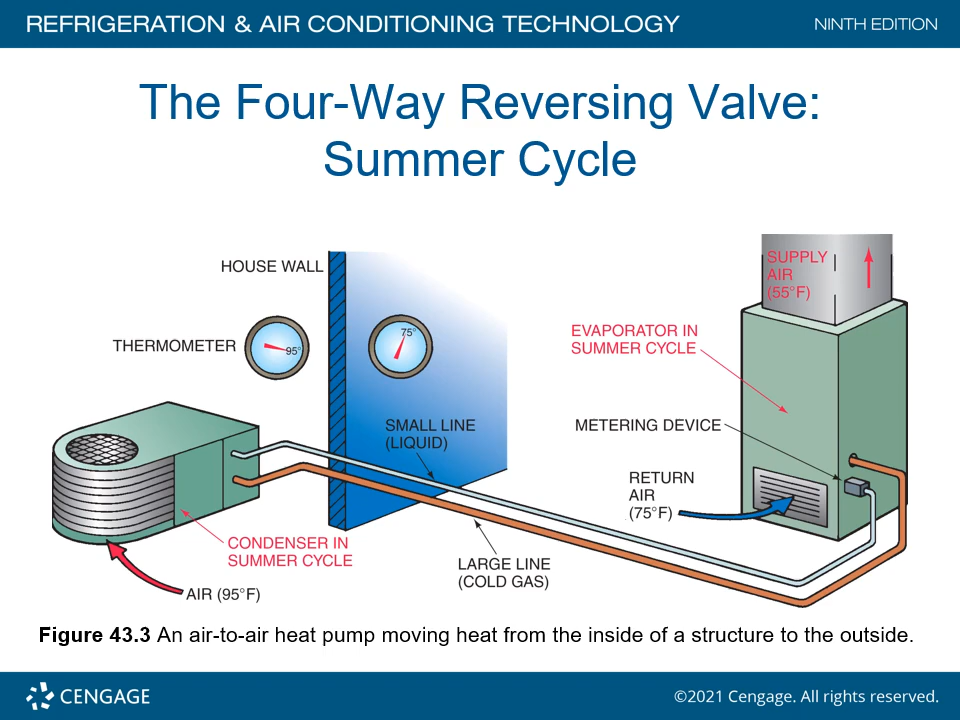 REFRIGERATION & AIR CONDITIONING TECHNOLOGY
NINTH EDITION
The Four-Way Reversing Valve:
Summer Cycle
HOUSE WALL
THERMOMETER
95°
75°
SUPPLY
AIR
(55°F)
EVAPORATOR IN
SUMMER CYCLE
SMALL LINE
(LIQUID)
METERING DEVICE
RETURN
AIR
(75°F)
CONDENSER IN
SUMMER CYCLE
LARGE LINE
(COLD GAS)
AIR (95°F)
Figure 43.3 An air-to-air heat pump moving heat from the inside of a structure to the outside.
CENGAGE
©2021 Cengage. All rights reserved.